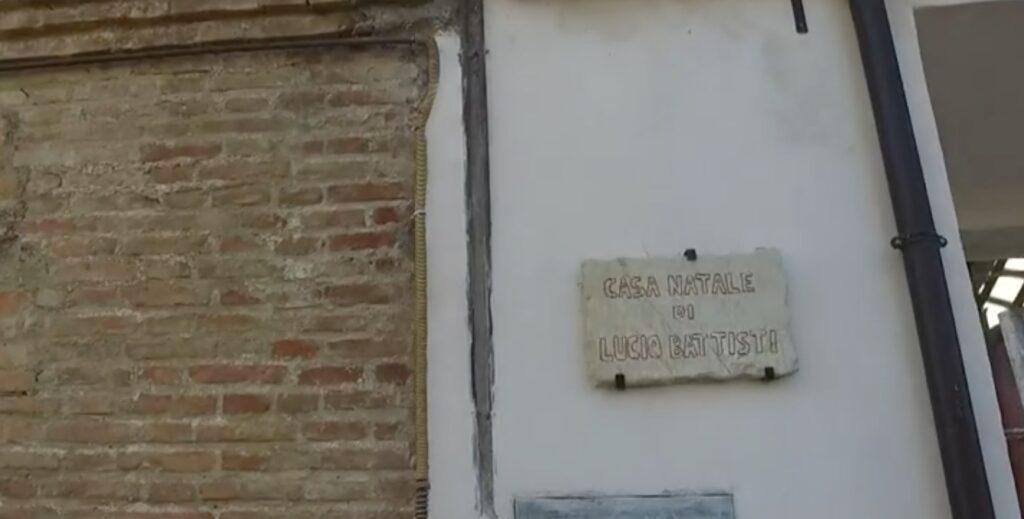 CASA NATALE
DI
LUCIO BATTISTI